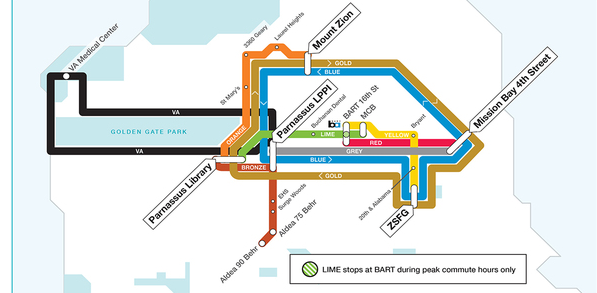 VA Medical Center
3360 Geary
Laurel Heights
Mount Zion
St Mary's
GOLD
BLUE
VA
GOLDEN GATE PARK
VA
ORANGE
Parnassus LPPI
Buchanan Dental
BART 16th St
MCB
Bryant
Mission Bay 4th Street
LIME
YELLOW
RED
GREY
BLUE
BRONZE
GOLD
Parnassus Library
20th & Alabama
ZSFG
EHS
Surge Woods
Aldea 75 Behr
Aldea 90 Behr
LIME stops at BART during peak commute hours only